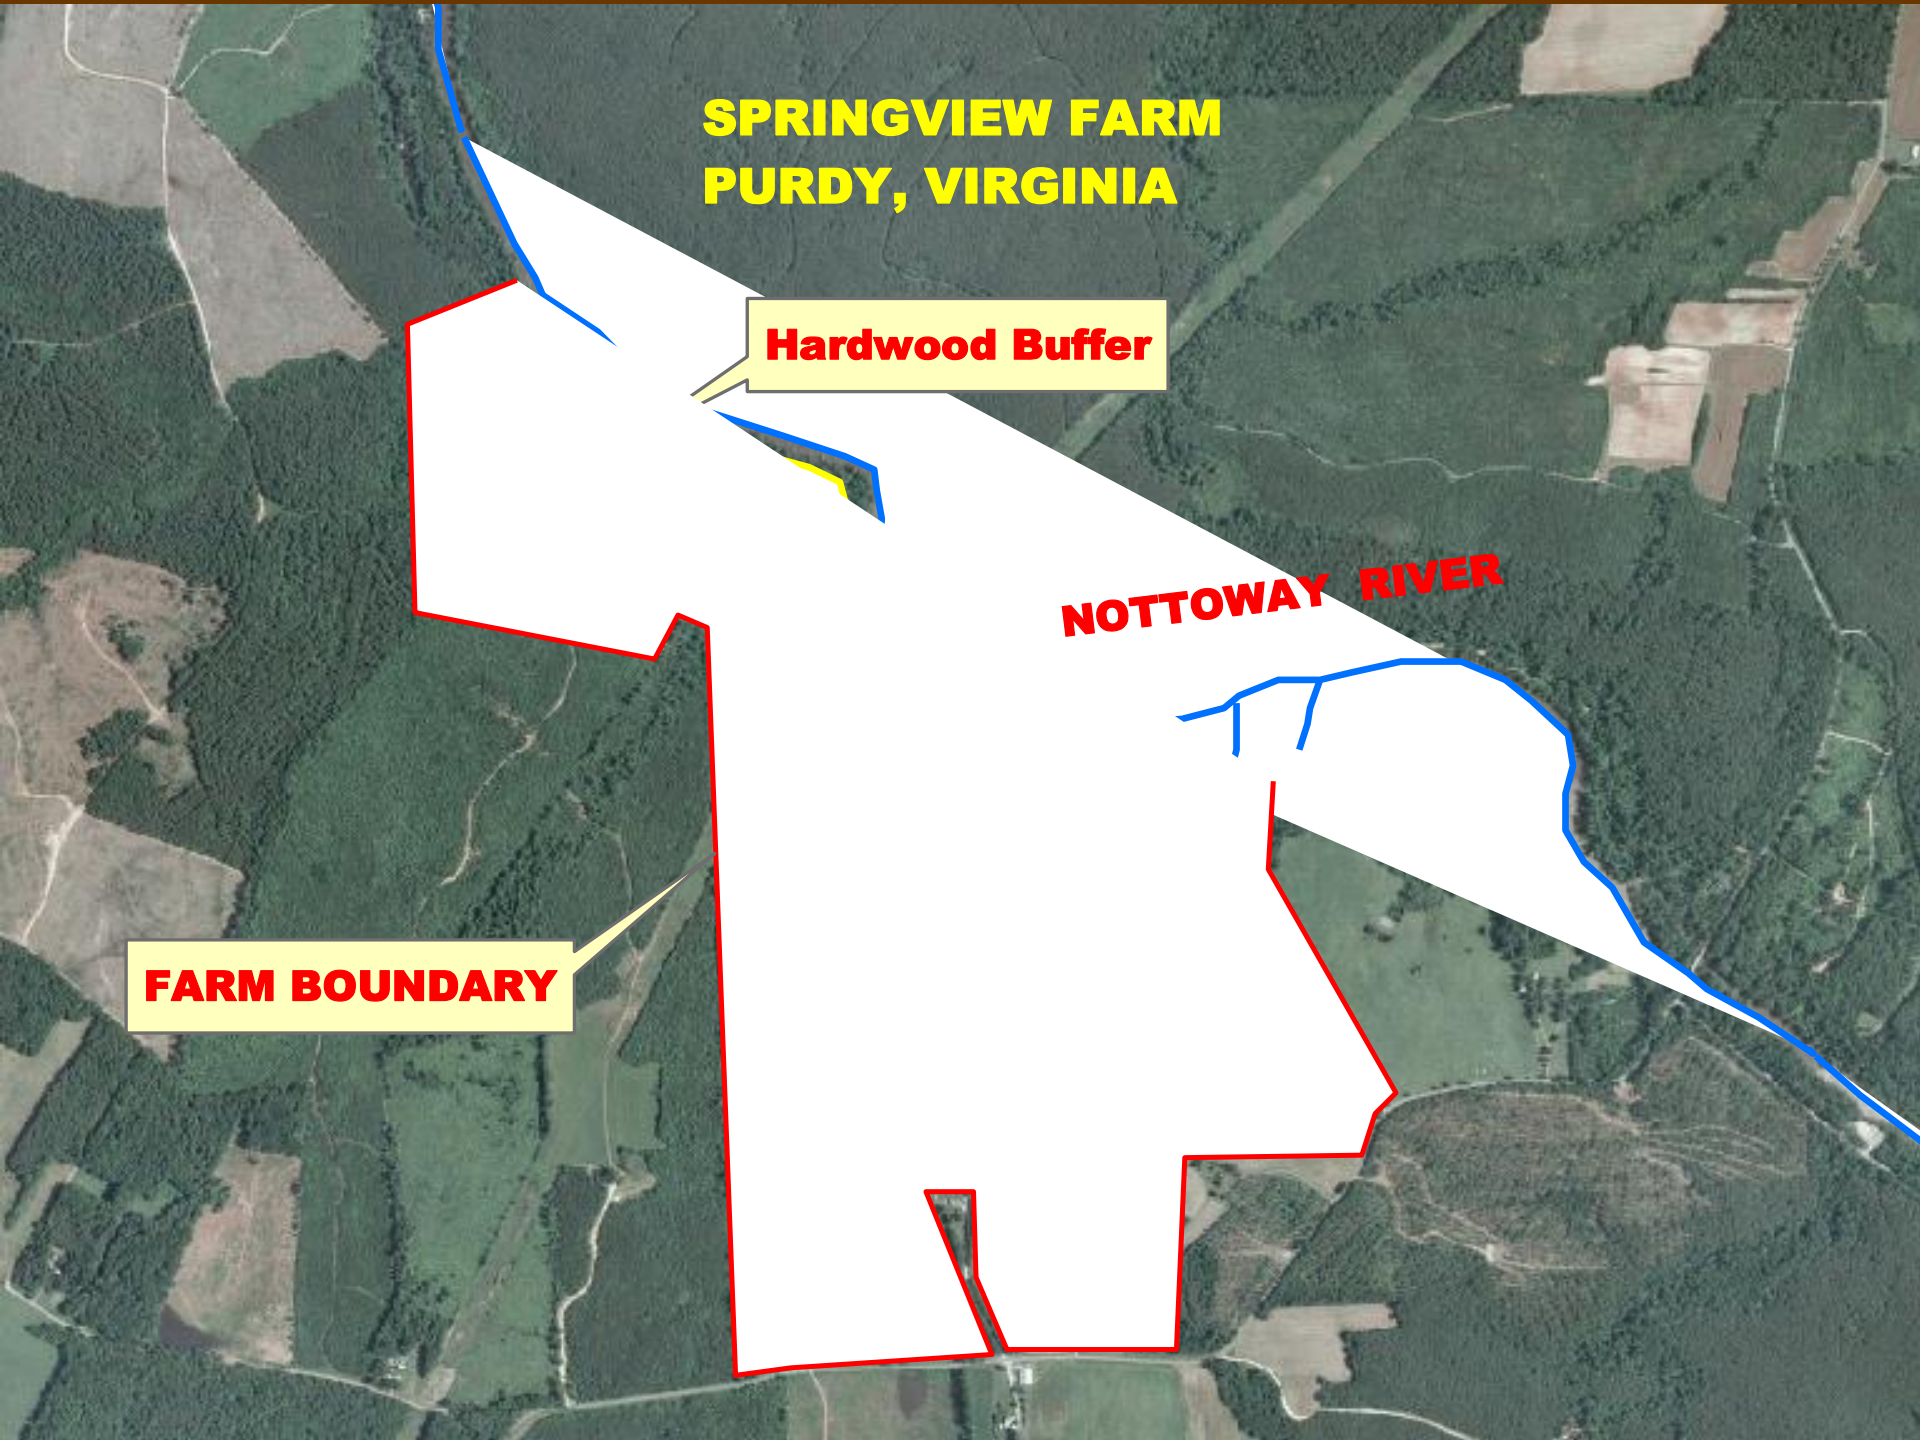 SPRINGVIEW FARM
PURDY, VIRGINIA
Hardwood Buffer
NOTTOWAY RIVER
FARM BOUNDARY